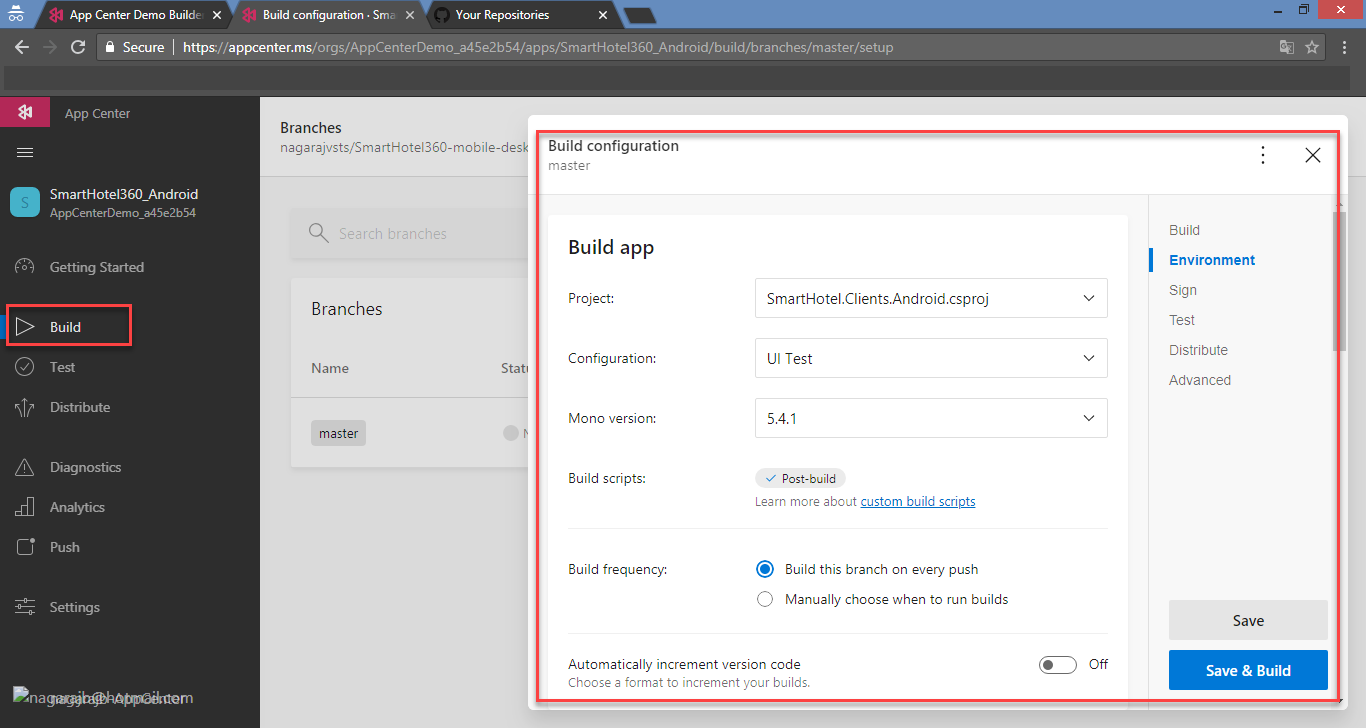 App Center Demo Builder
Build configuration · Sma
Your Repositories
Secure
https://appcenter.ms/orgs/AppCenterDemo_a45e2b54/apps/SmartHotel360_Android/build/branches/master/setup
App Center
S
SmartHotel360_Android
AppCenterDemo_a45e2b54
Getting Started
Build
Test
Distribute
Diagnostics
Analytics
Push
Settings
Branches
nagarajvsts/SmartHotel360-mobile-desk
Search branches
Branches
Name
Statu
master
N
Build configuration
master
Build app
Project:
SmartHotel.Clients.Android.csproj
Configuration:
UI Test
Mono version:
5.4.1
Build scripts:
Post-build
Learn more about custom build scripts
Build frequency:
Build this branch on every push
Manually choose when to run builds
Automatically increment version code
Off
Choose a format to increment your builds.
Build
Environment
Sign
Test
Distribute
Advanced
Save
Save & Build